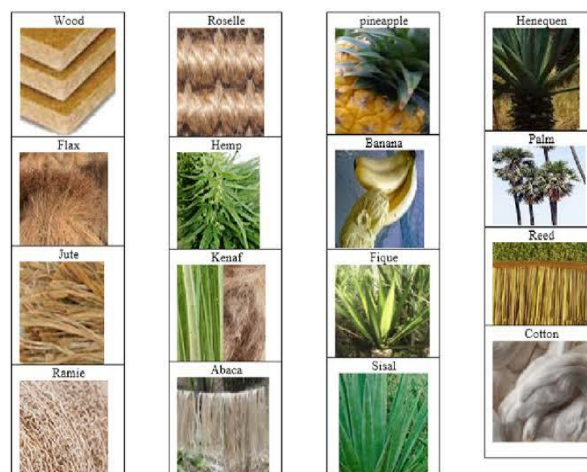 Wood
Flax
Jute
Ramie
Roselle
Hemp
Kenaf
Abaca
pineapple
Banana
Fique
Sisal
Henequen
Palm
Reed
Cotton